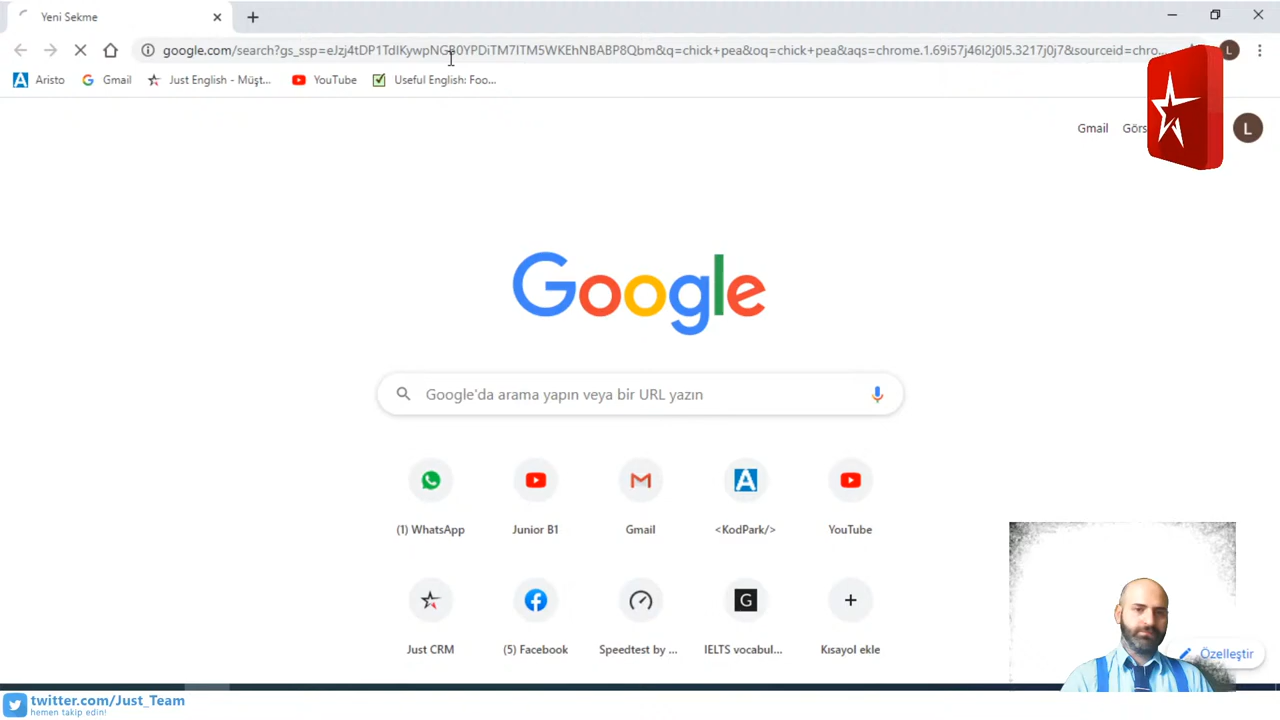 Yeni Sekme
google.com/search?gs_ssp=eJzj4tDP1TdIKywpNGB0YPDiTM7ITM5WKEhNBABP8Qbm&q=chick+pea&oq=chick+pea&aqs=chrome.1.69i57j46l2j0l5.3217j0j7&sourceid=chro...
L
Aristo
Gmail
Just English - Müşt...
YouTube
Useful English: Foo...
Gmail
Görs
L
Google
Google'da arama yapın veya bir URL yazın
(1) WhatsApp
Junior B1
Gmail
<KodPark/>
YouTube
Just CRM
(5) Facebook
Speedtest by ...
IELTS vocabul...
Kısayol ekle
Özelleştir
twitter.com/Just_Team
hemen takip edin!